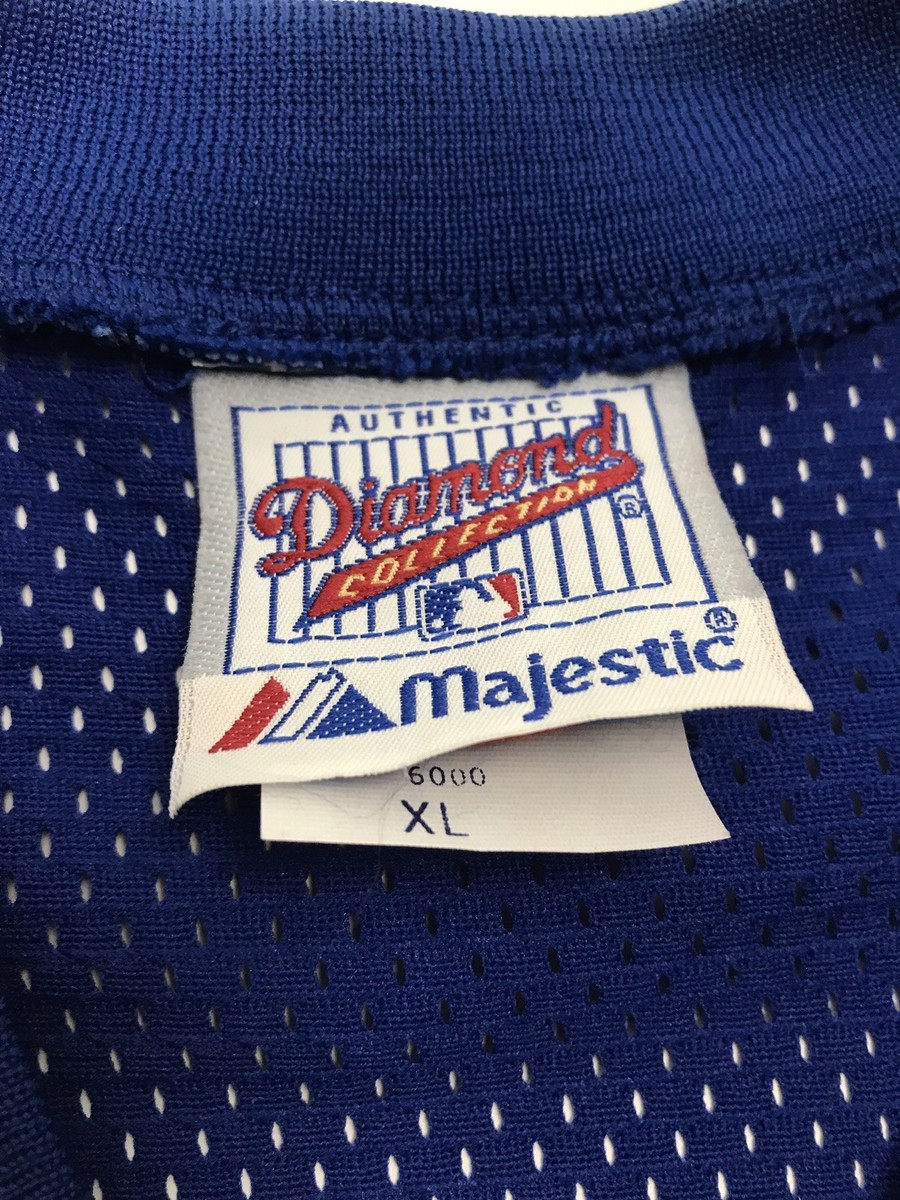 AUTHENTIC
Diamond
COLLECTION
®
majestic®
6000
XL